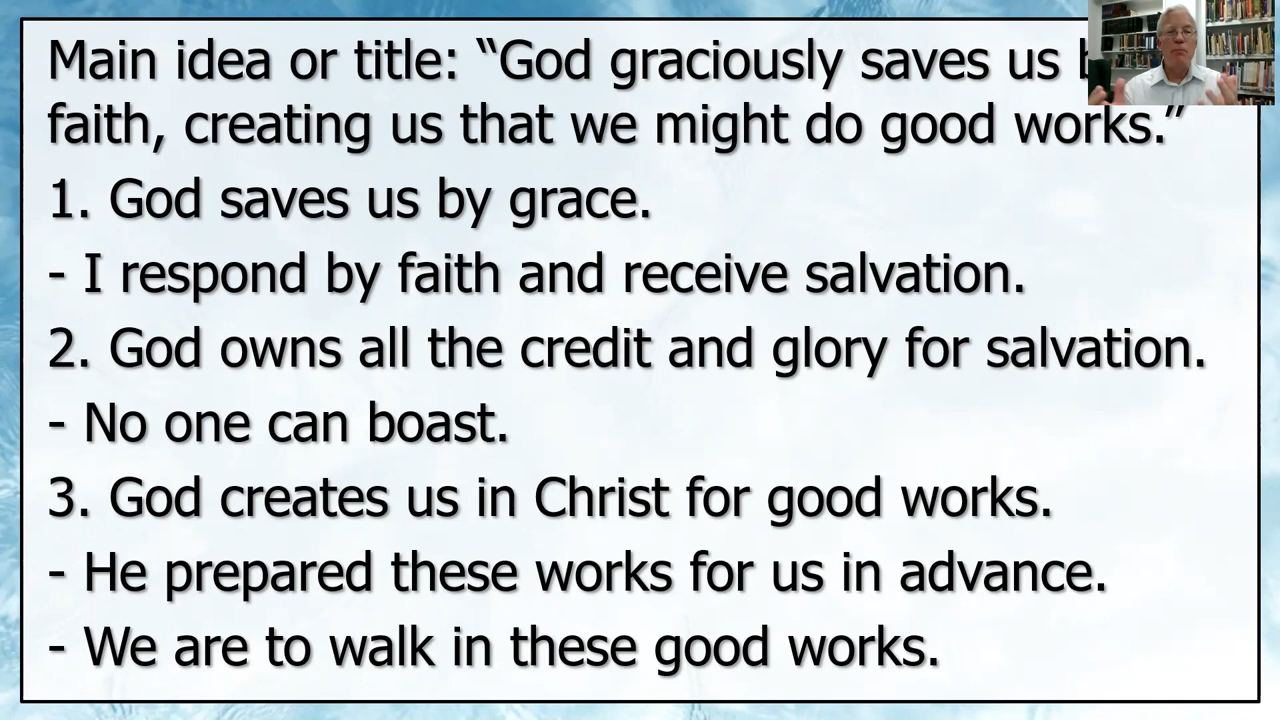 Main idea or title: “God graciously saves us
faith, creating us that we might do good works.”
1. God saves us by grace.
- I respond by faith and receive salvation.
2. God owns all the credit and glory for salvation.
- No one can boast.
3. God creates us in Christ for good works.
- He prepared these works for us in advance.
- We are to walk in these good works.